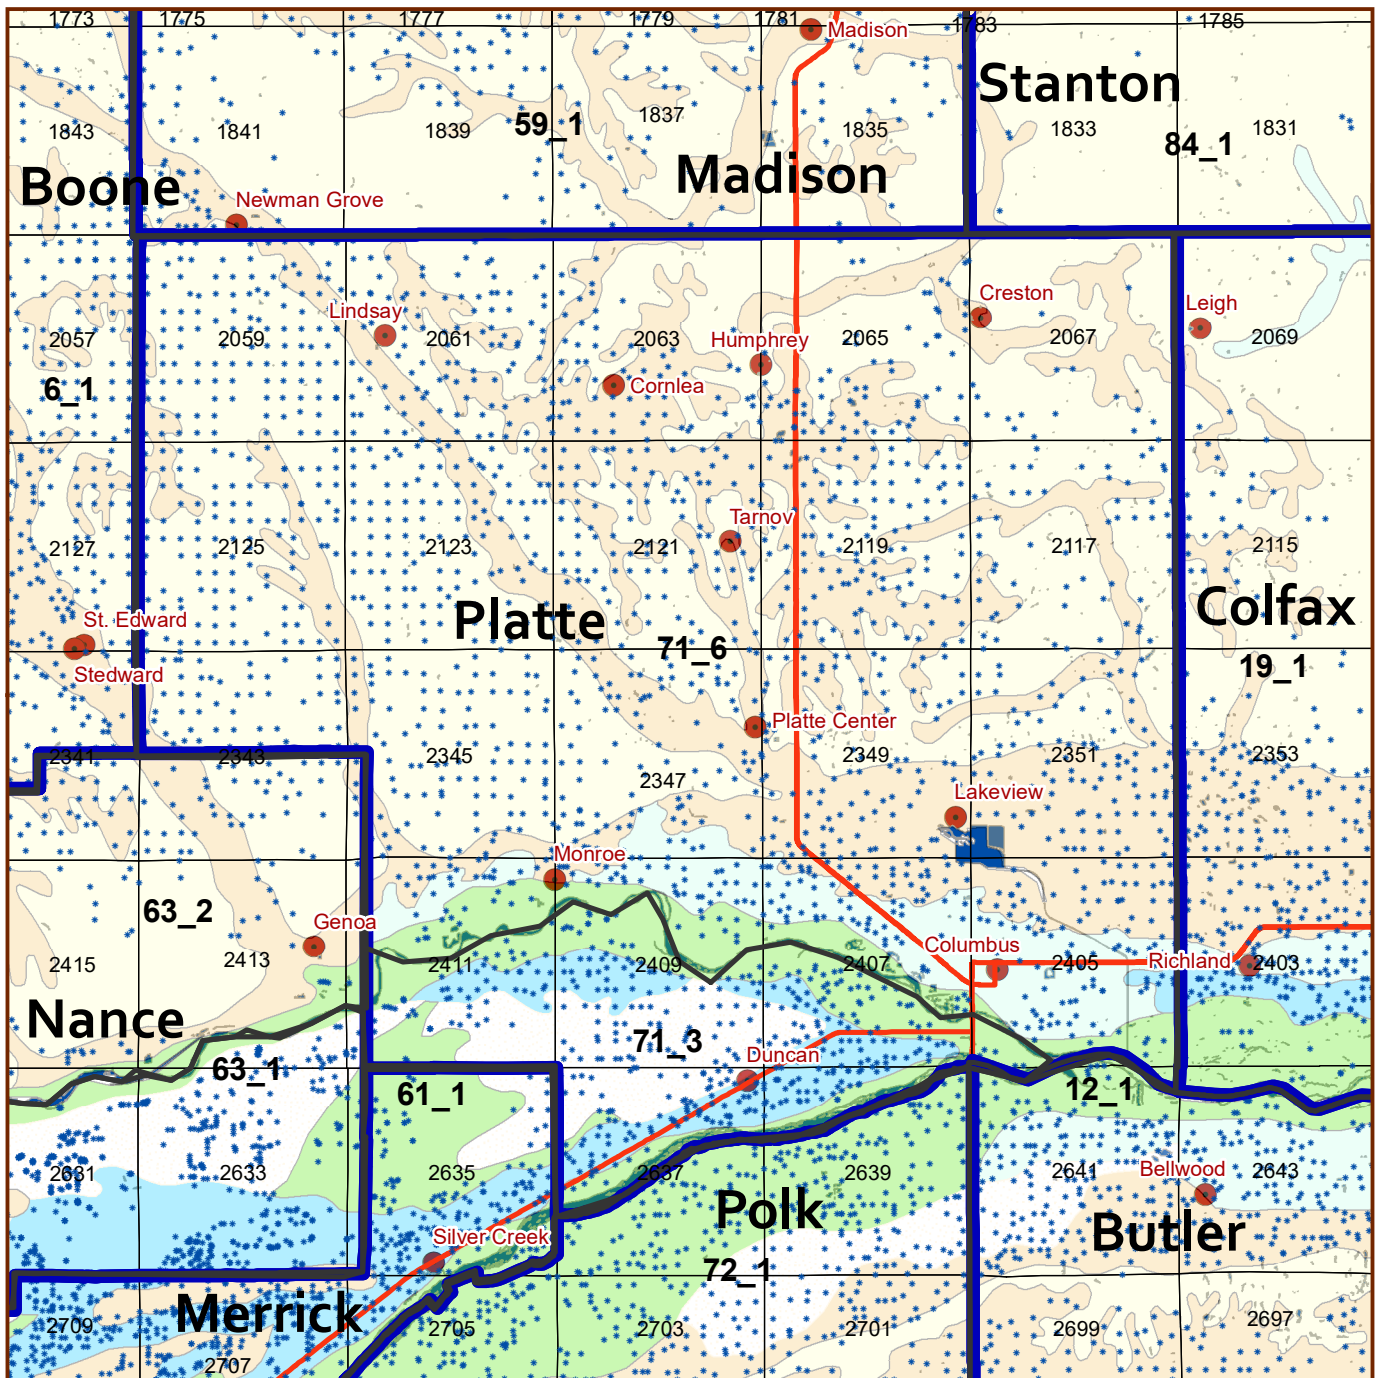 1773
1775
1777
1779
1781
1783
1785
Madison
Stanton
1843
1841
1839
59_1
1837
1835
1833
84_1
1831
Boone
Madison
Newman Grove
Creston
Leigh
Lindsay
2057
2059
2061
2063
Humphrey
2065
2067
2069
6_1
Cornlea
Tarnov
2127
2125
2123
2121
2119
2117
2115
St. Edward
Platte
71_6
Colfax
19_1
Stedward
Platte Center
2341
2343
2345
2347
2349
2351
2353
Lakeview
Monroe
63_2
Genoa
Columbus
2415
2413
2411
2409
2407
2405
Richland
2403
Nance
71_3
63_1
Duncan
61_1
12_1
2631
2633
2635
2637
2639
2641
Bellwood
2643
Polk
Butler
Silver Creek
72_1
Merrick
2709
2707
2705
2703
2701
2699
2697